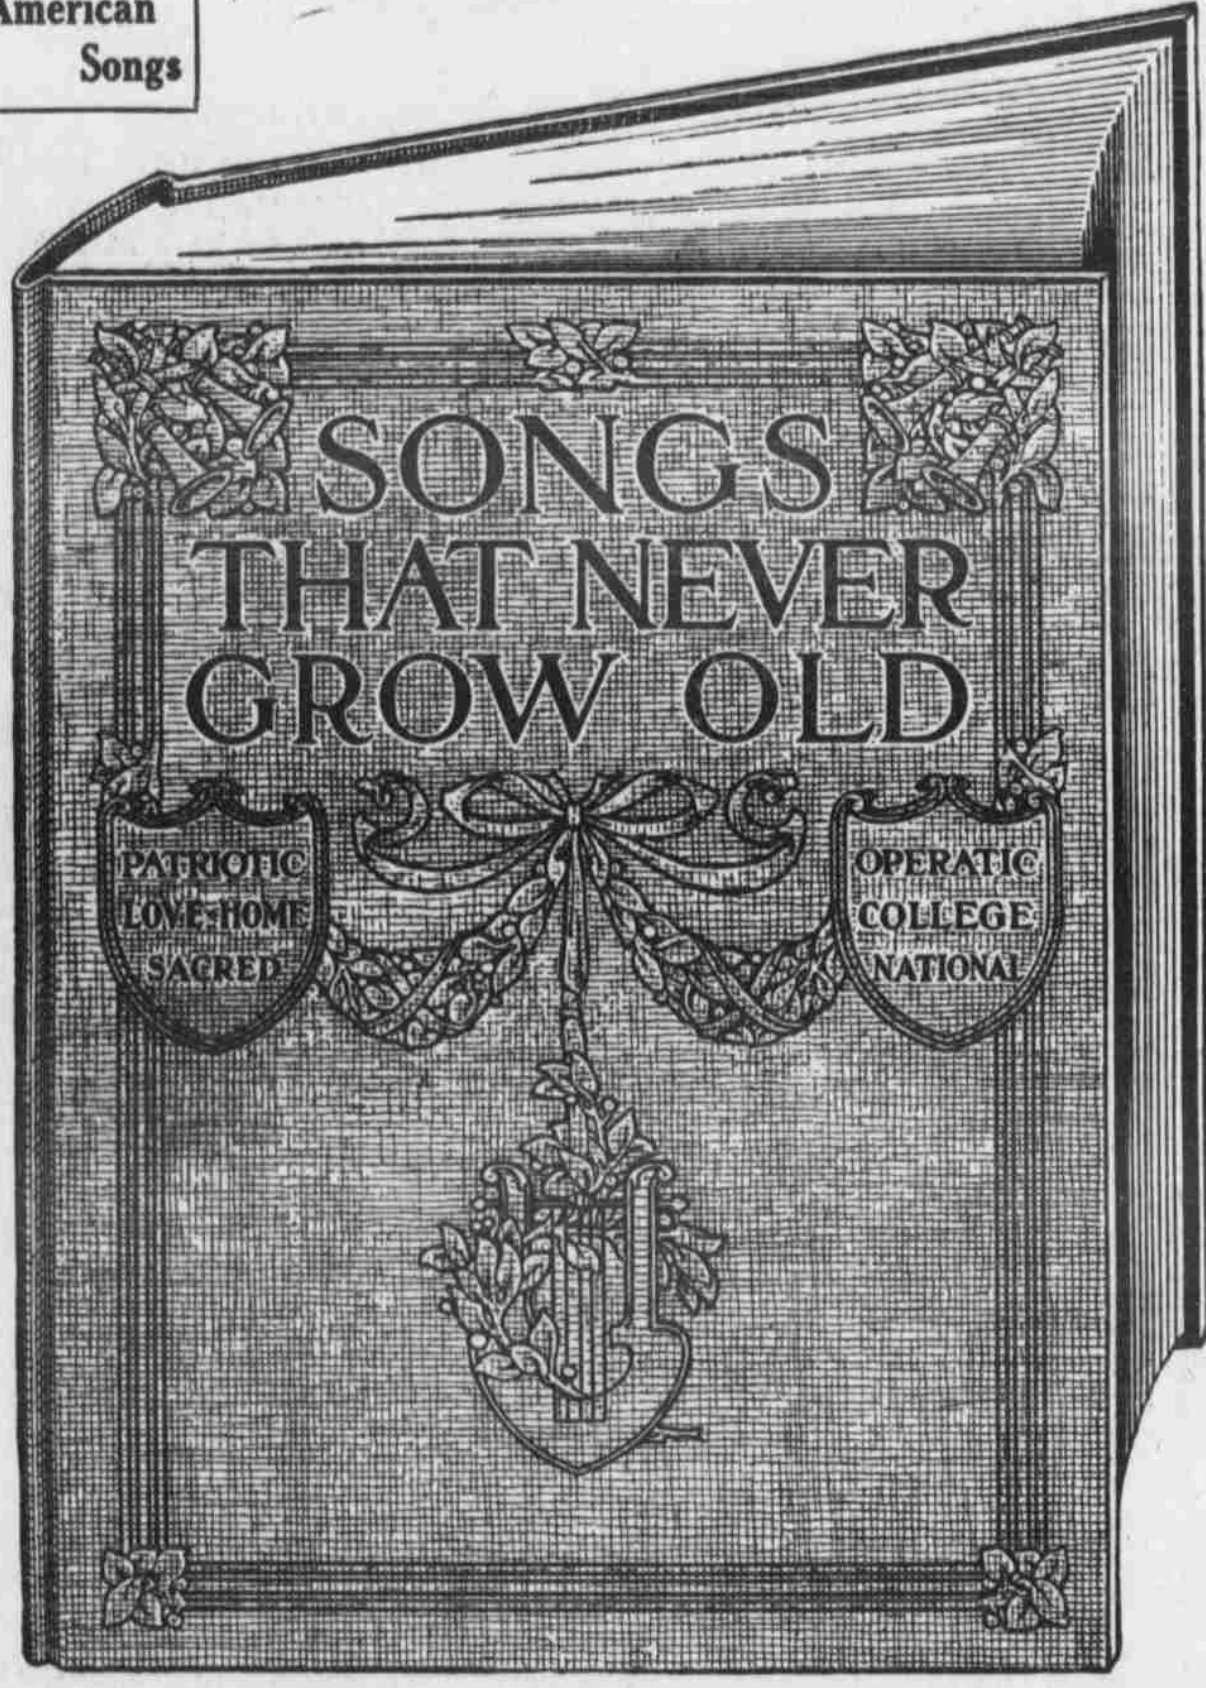 American
Songs
SONGS
THAT NEVER
GROW OLD
PATRIOTIC
LOVE-HOME
SACRED
OPERATIC
COLLEGE
NATIONAL